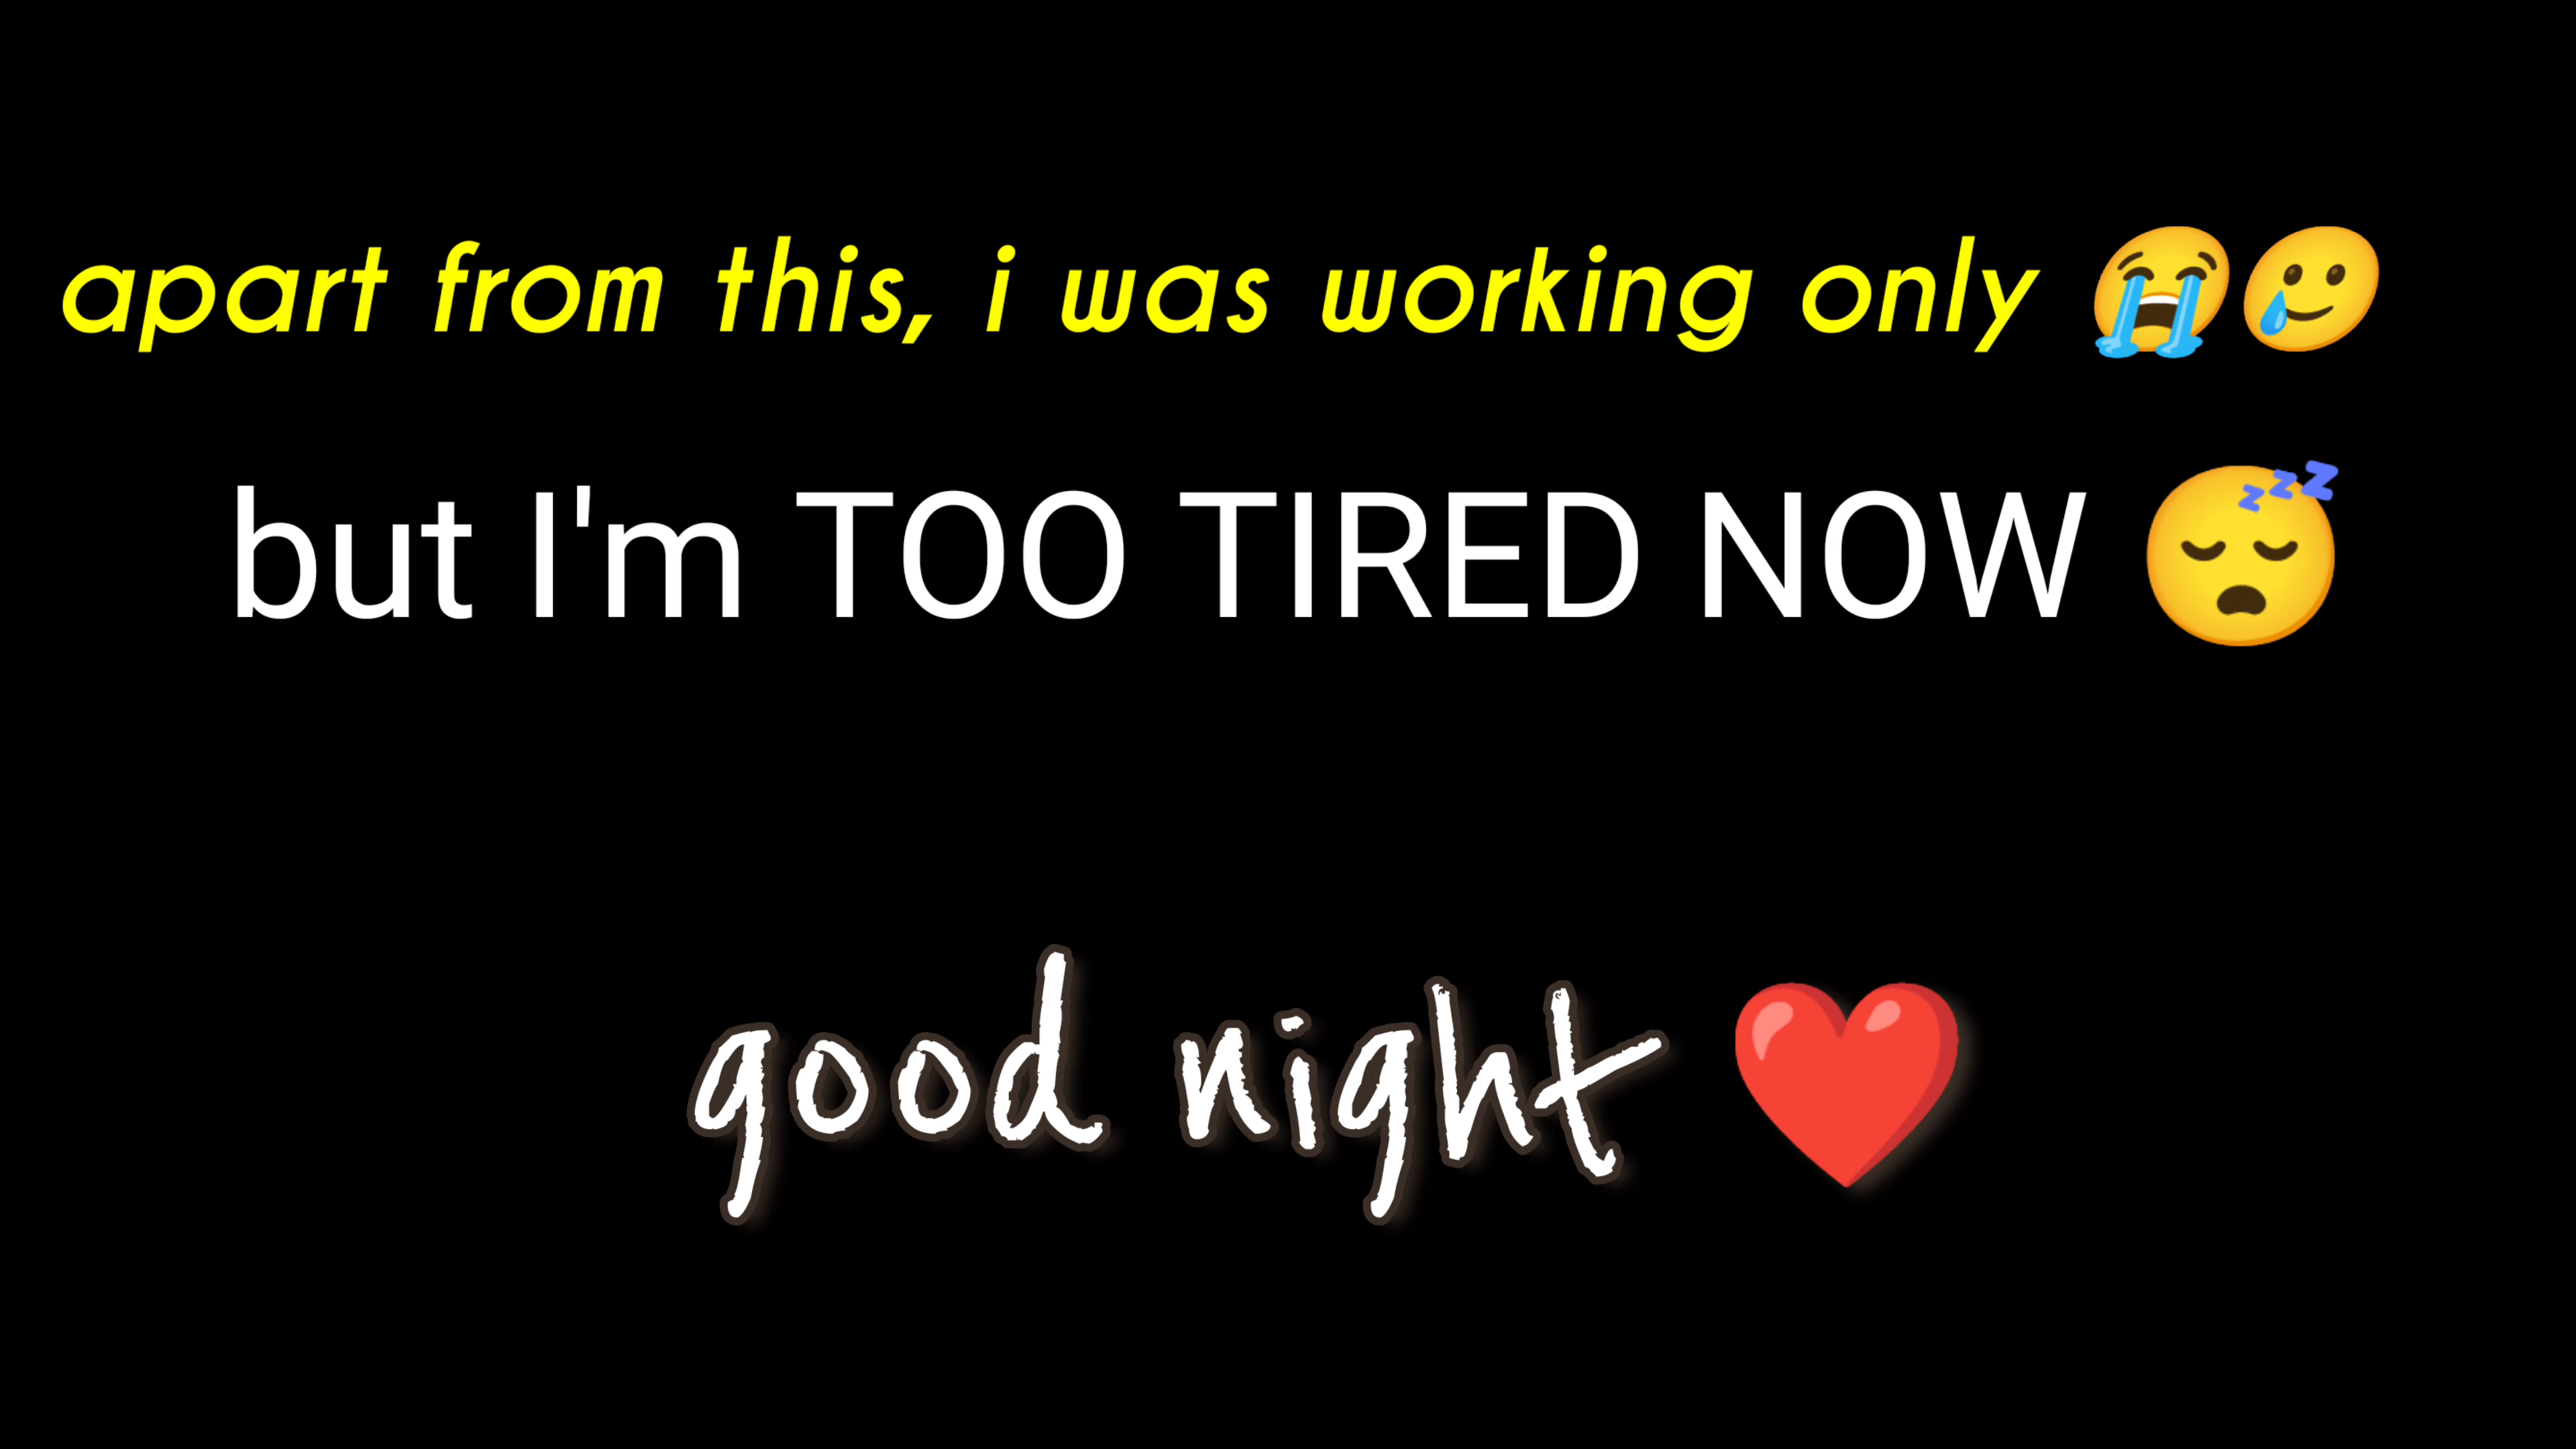 apart from this, i was working only 😭🥲
but I'm TOO TIRED NOW 😴
good night ❤️